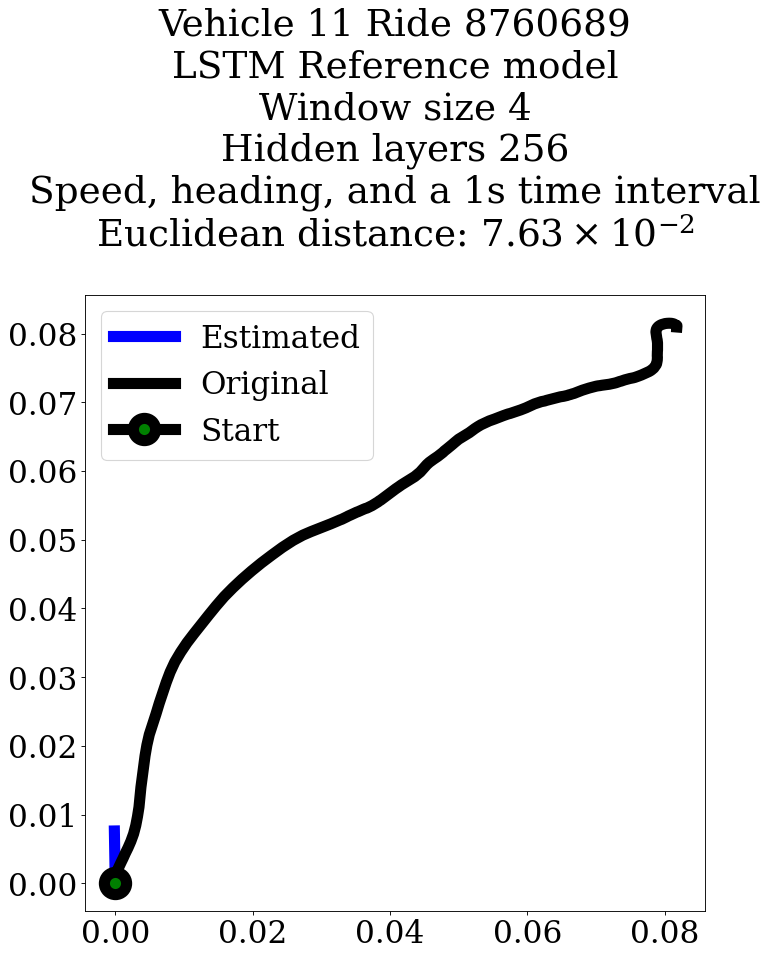 Vehicle 11 Ride 8760689
LSTM Reference model
Window size 4
Hidden layers 256
Speed, heading, and a 1s time interval
Euclidean distance: 7.63 × 10⁻²
Estimated
Original
Start
0.08
0.07
0.06
0.05
0.04
0.03
0.02
0.01
0.00
0.00 0.02 0.04 0.06 0.08